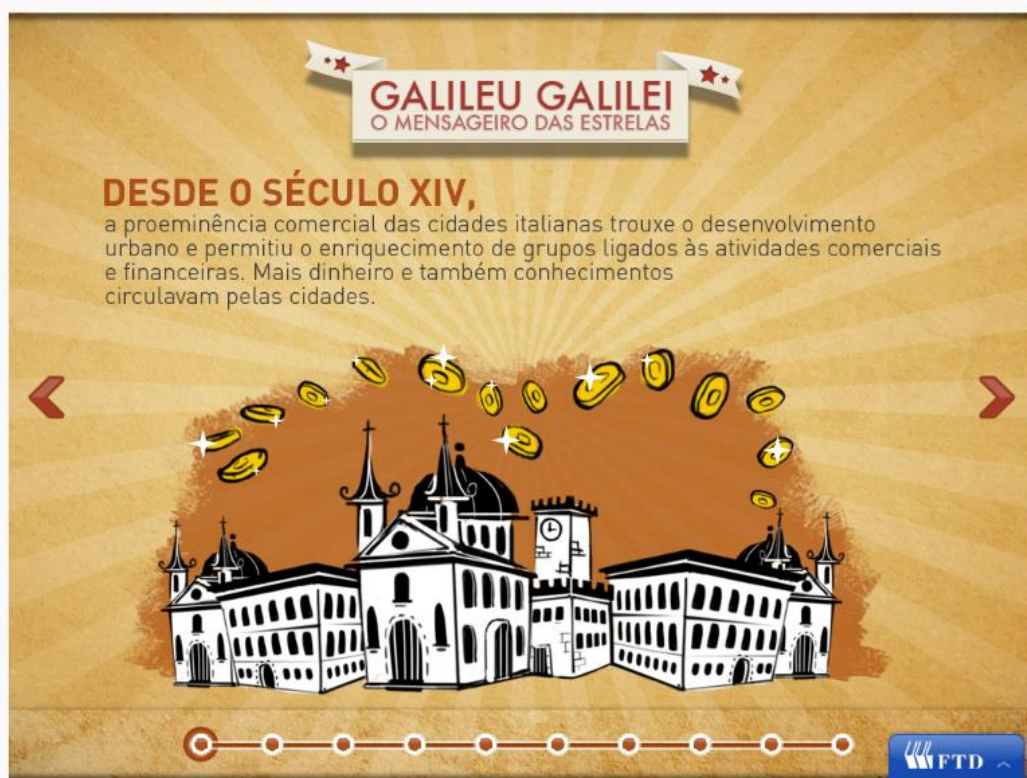 GALILEU GALILEI
O MENSAGEIRO DAS ESTRELAS
DESDE O SÉCULO XIV,
a proeminência comercial das cidades italianas trouxe o desenvolvimento
urbano e permitiu o enriquecimento de grupos ligados às atividades comerciais
e financeiras. Mais dinheiro e também conhecimentos
circulavam pelas cidades.
FTD